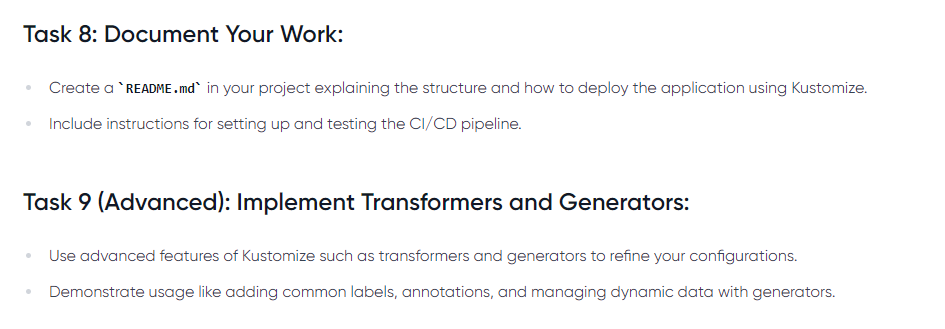 Task 8: Document Your Work:
Create a `README.md` in your project explaining the structure and how to deploy the application using Kustomize.
Include instructions for setting up and testing the CI/CD pipeline.
Task 9 (Advanced): Implement Transformers and Generators:
Use advanced features of Kustomize such as transformers and generators to refine your configurations.
Demonstrate usage like adding common labels, annotations, and managing dynamic data with generators.